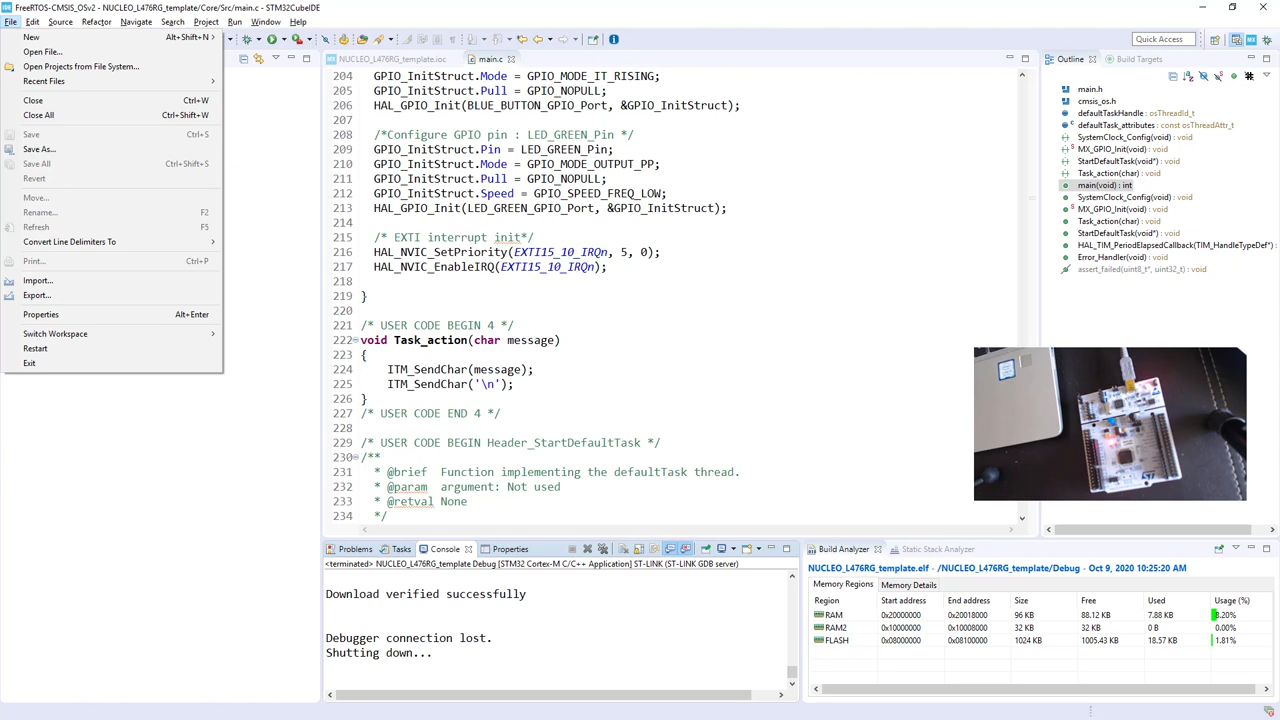 IDE FreeRTOS-CMSIS_OSv2 - NUCLEO_L476RG_template/Core/Src/main.c - STM32CubeIDE
File Edit Source Refactor Navigate Search Project Run Window Help
Quick Access
New Alt+Shift+N
Open File...
Open Projects from File System...
Recent Files
Close Ctrl+W
Close All Ctrl+Shift+W
Save Ctrl+S
Save As...
Save All Ctrl+Shift+S
Revert
Move...
Rename... F2
Refresh F5
Convert Line Delimiters To
Print... Ctrl+P
Import...
Export...
Properties Alt+Enter
Switch Workspace
Restart
Exit
NUCLEO_L476RG_template.ioc main.c
204 GPIO_InitStruct.Mode = GPIO_MODE_IT_RISING;
205 GPIO_InitStruct.Pull = GPIO_NOPULL;
206 HAL_GPIO_Init(BLUE_BUTTON_GPIO_Port, &GPIO_InitStruct);
207
208 /*Configure GPIO pin : LED_GREEN_Pin */
209 GPIO_InitStruct.Pin = LED_GREEN_Pin;
210 GPIO_InitStruct.Mode = GPIO_MODE_OUTPUT_PP;
211 GPIO_InitStruct.Pull = GPIO_NOPULL;
212 GPIO_InitStruct.Speed = GPIO_SPEED_FREQ_LOW;
213 HAL_GPIO_Init(LED_GREEN_GPIO_Port, &GPIO_InitStruct);
214
215 /* EXTI interrupt init*/
216 HAL_NVIC_SetPriority(EXTI15_10_IRQn, 5, 0);
217 HAL_NVIC_EnableIRQ(EXTI15_10_IRQn);
218
219 }
220
221 /* USER CODE BEGIN 4 */
222 void Task_action(char message)
223 {
224 ITM_SendChar(message);
225 ITM_SendChar('\n');
226 }
227 /* USER CODE END 4 */
228
229 /* USER CODE BEGIN Header_StartDefaultTask */
230 /**
231 * @brief Function implementing the defaultTask thread.
232 * @param argument: Not used
233 * @retval None
234 */
Outline Build Targets
main.h
cmsis_os.h
defaultTaskHandle : osThreadId_t
defaultTask_attributes : const osThreadAttr_t
SystemClock_Config(void) : void
MX_GPIO_Init(void) : void
StartDefaultTask(void*) : void
Task_action(char) : void
main(void) : int
SystemClock_Config(void) : void
MX_GPIO_Init(void) : void
Task_action(char) : void
StartDefaultTask(void*) : void
HAL_TIM_PeriodElapsedCallback(TIM_HandleTypeDef*) : v
Error_Handler(void) : void
assert_failed(uint8_t*, uint32_t) : void
Problems Tasks Console Properties
<terminated> NUCLEO_L476RG_template Debug [STM32 Cortex-M C/C++ Application] ST-LINK (ST-LINK GDB server)
Download verified successfully
Debugger connection lost.
Shutting down...
Build Analyzer Static Stack Analyzer
NUCLEO_L476RG_template.elf - /NUCLEO_L476RG_template/Debug - Oct 9, 2020 10:25:20 AM
Memory Regions Memory Details
Region Start address End address Size Free Used Usage (%)
RAM 0x20000000 0x20018000 96 KB 88.12 KB 7.88 KB 8.20%
RAM2 0x10000000 0x10008000 32 KB 32 KB 0 B 0.00%
FLASH 0x08000000 0x08100000 1024 KB 1005.43 KB 18.57 KB 1.81%